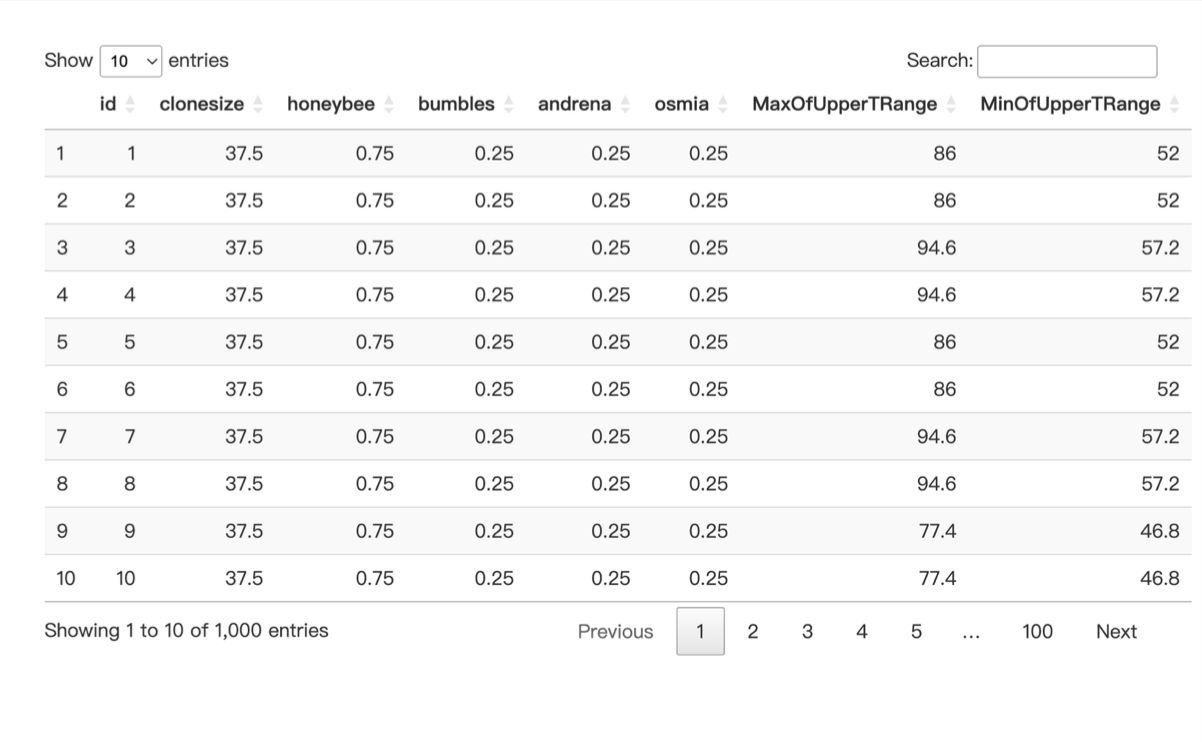 Show 10 entries Search:
id clonesize honeybee bumbles andrena osmia MaxOfUpperTRange MinOfUpperTRange
1 1 37.5 0.75 0.25 0.25 0.25 86 52
2 2 37.5 0.75 0.25 0.25 0.25 86 52
3 3 37.5 0.75 0.25 0.25 0.25 94.6 57.2
4 4 37.5 0.75 0.25 0.25 0.25 94.6 57.2
5 5 37.5 0.75 0.25 0.25 0.25 86 52
6 6 37.5 0.75 0.25 0.25 0.25 86 52
7 7 37.5 0.75 0.25 0.25 0.25 94.6 57.2
8 8 37.5 0.75 0.25 0.25 0.25 94.6 57.2
9 9 37.5 0.75 0.25 0.25 0.25 77.4 46.8
10 10 37.5 0.75 0.25 0.25 0.25 77.4 46.8
Showing 1 to 10 of 1,000 entries Previous 1 2 3 4 5 ... 100 Next